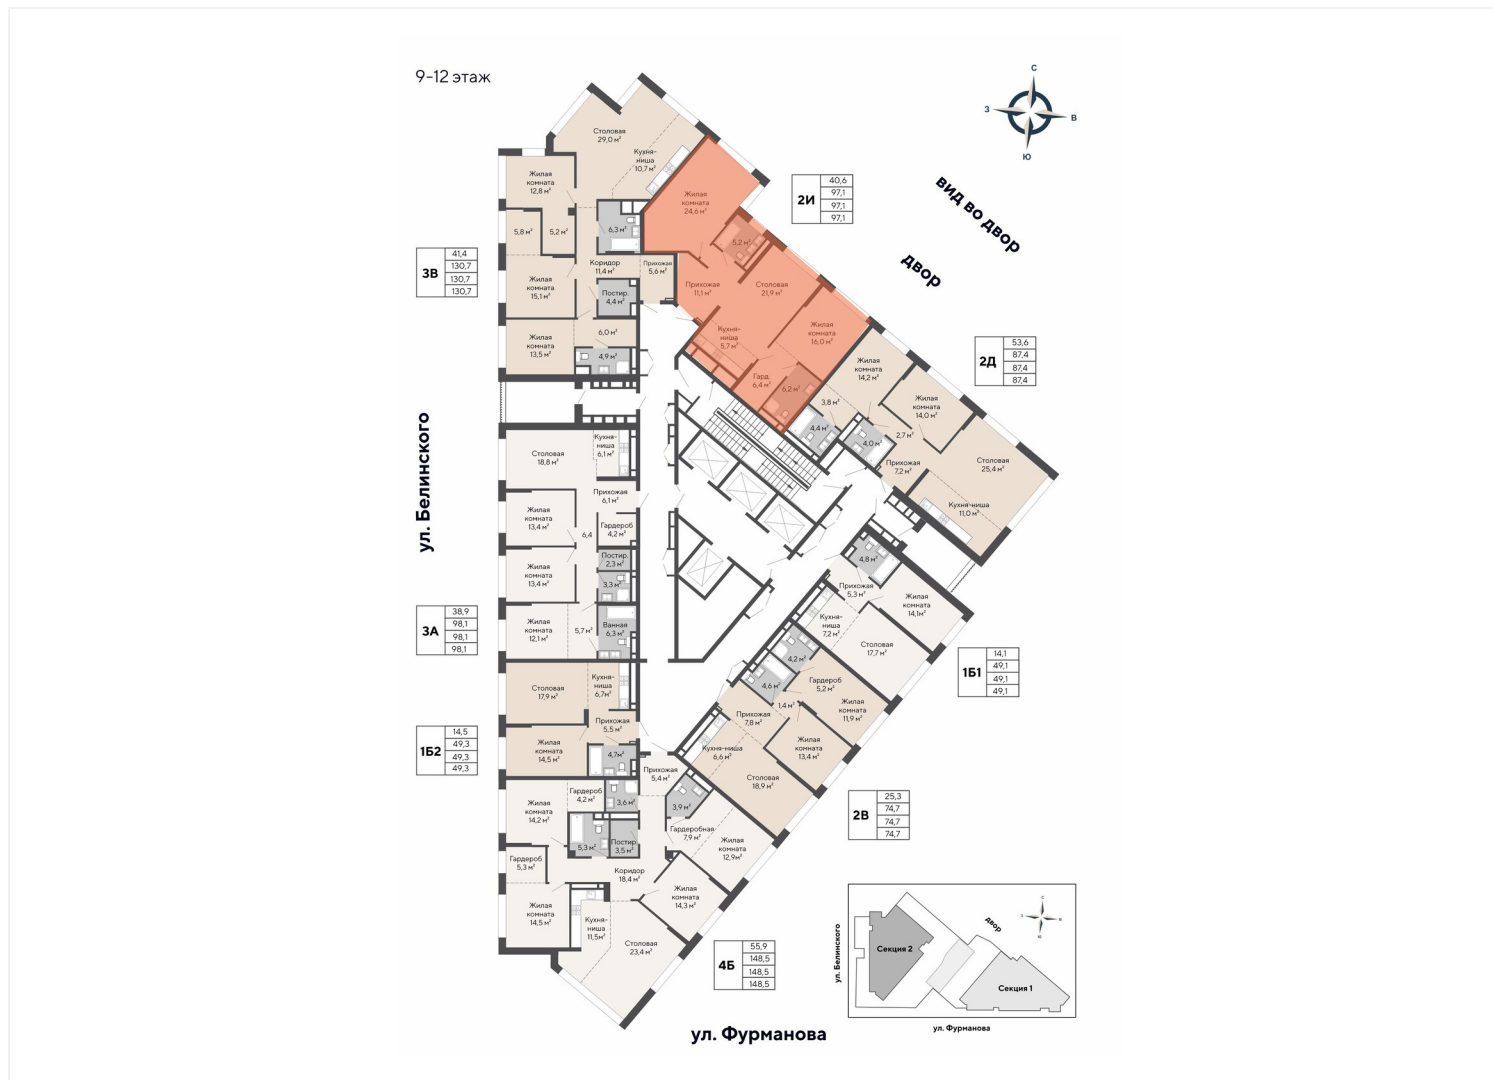 9-12 этаж
С
З
В
Ю
вид во двор
двор
ул. Белинского
ул. Фурманова
2И
40,6
97,1
97,1
97,1
3В
41,4
130,7
130,7
130,7
2Д
53,6
87,4
87,4
87,4
3А
38,9
98,1
98,1
98,1
1Б1
14,1
49,1
49,1
49,1
1Б2
14,5
49,3
49,3
49,3
2В
25,3
74,7
74,7
74,7
4Б
55,9
148,5
148,5
148,5
Столовая
29,0 м²
Кухня-
ниша
10,7 м²
Жилая
комната
12,8 м²
5,8 м²
5,2 м²
6,3 м²
Коридор
11,4 м²
Прихожая
5,6 м²
Жилая
комната
15,1 м²
Постир.
4,4 м²
Жилая
комната
13,5 м²
6,0 м²
4,9 м²
Жилая
комната
24,6 м²
5,2 м²
Прихожая
11,1 м²
Столовая
21,9 м²
Кухня-
ниша
5,7 м²
Жилая
комната
16,0 м²
Гард.
6,4 м²
6,2 м²
Жилая
комната
14,2 м²
3,8 м²
4,4 м²
4,0 м²
2,7 м²
Жилая
комната
14,0 м²
Прихожая
7,2 м²
Столовая
25,4 м²
Кухня-ниша
11,0 м²
Столовая
18,8 м²
Кухня-
ниша
6,1 м²
Прихожая
6,1 м²
Жилая
комната
13,4 м²
6,4
Гардероб
4,2 м²
Постир.
2,3 м²
Жилая
комната
13,4 м²
3,3 м²
Жилая
комната
12,1 м²
5,7 м²
Ванная
6,3 м²
4,8 м²
Прихожая
5,3 м²
Жилая
комната
14,1м²
Кухня-
ниша
7,2 м²
Столовая
17,7 м²
Столовая
17,9 м²
Кухня-
ниша
6,7м²
Прихожая
5,5 м²
Жилая
комната
14,5 м²
4,7м²
4,2 м²
4,6 м²
Гардероб
5,2 м²
1,4 м²
Жилая
комната
11,9 м²
Прихожая
7,8 м²
Жилая
комната
13,4 м²
Кухня-ниша
6,6 м²
Столовая
18,9 м²
Прихожая
5,4 м²
Гардероб
4,2 м²
3,6 м²
3,9 м²
Жилая
комната
14,2 м²
5,3 м²
Постир.
3,5 м²
Гардеробная
7,9 м²
Жилая
комната
12,9м²
Гардероб
5,3 м²
Коридор
18,4 м²
Жилая
комната
14,3 м²
Жилая
комната
14,5 м²
Кухня-
ниша
11,5м²
Столовая
23,4 м²
ул. Белинского
Секция 2
двор
С
З
В
Ю
Секция 1
ул. Фурманова